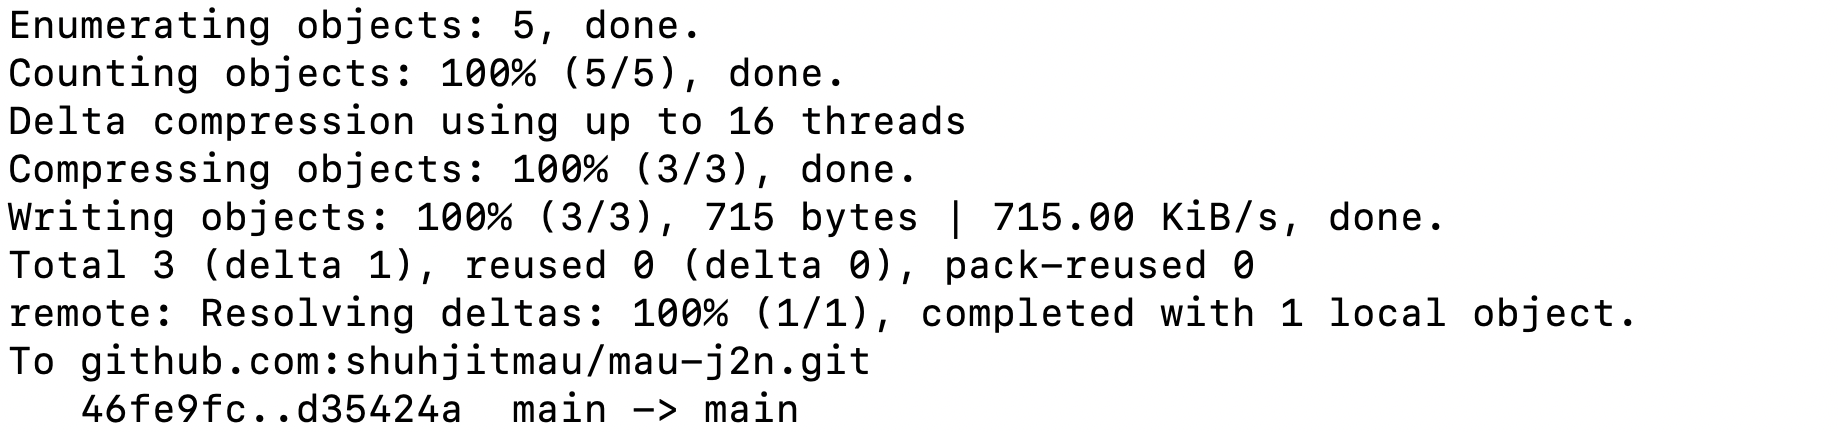 Enumerating objects: 5, done.
Counting objects: 100% (5/5), done.
Delta compression using up to 16 threads
Compressing objects: 100% (3/3), done.
Writing objects: 100% (3/3), 715 bytes | 715.00 KiB/s, done.
Total 3 (delta 1), reused 0 (delta 0), pack-reused 0
remote: Resolving deltas: 100% (1/1), completed with 1 local object.
To github.com:shuhjitmau/mau-j2n.git
   46fe9fc..d35424a  main -> main